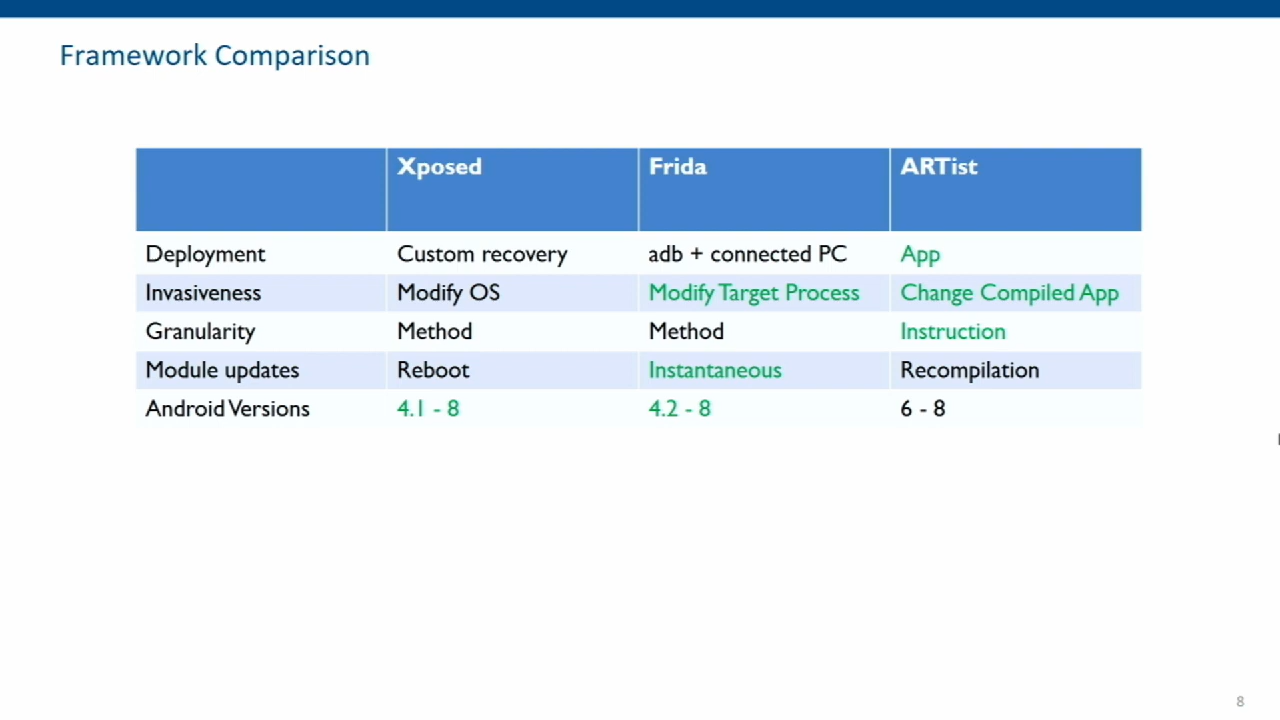 Framework Comparison
Xposed Frida ARTist
Deployment Custom recovery adb + connected PC App
Invasiveness Modify OS Modify Target Process Change Compiled App
Granularity Method Method Instruction
Module updates Reboot Instantaneous Recompilation
Android Versions 4.1 - 8 4.2 - 8 6 - 8
8